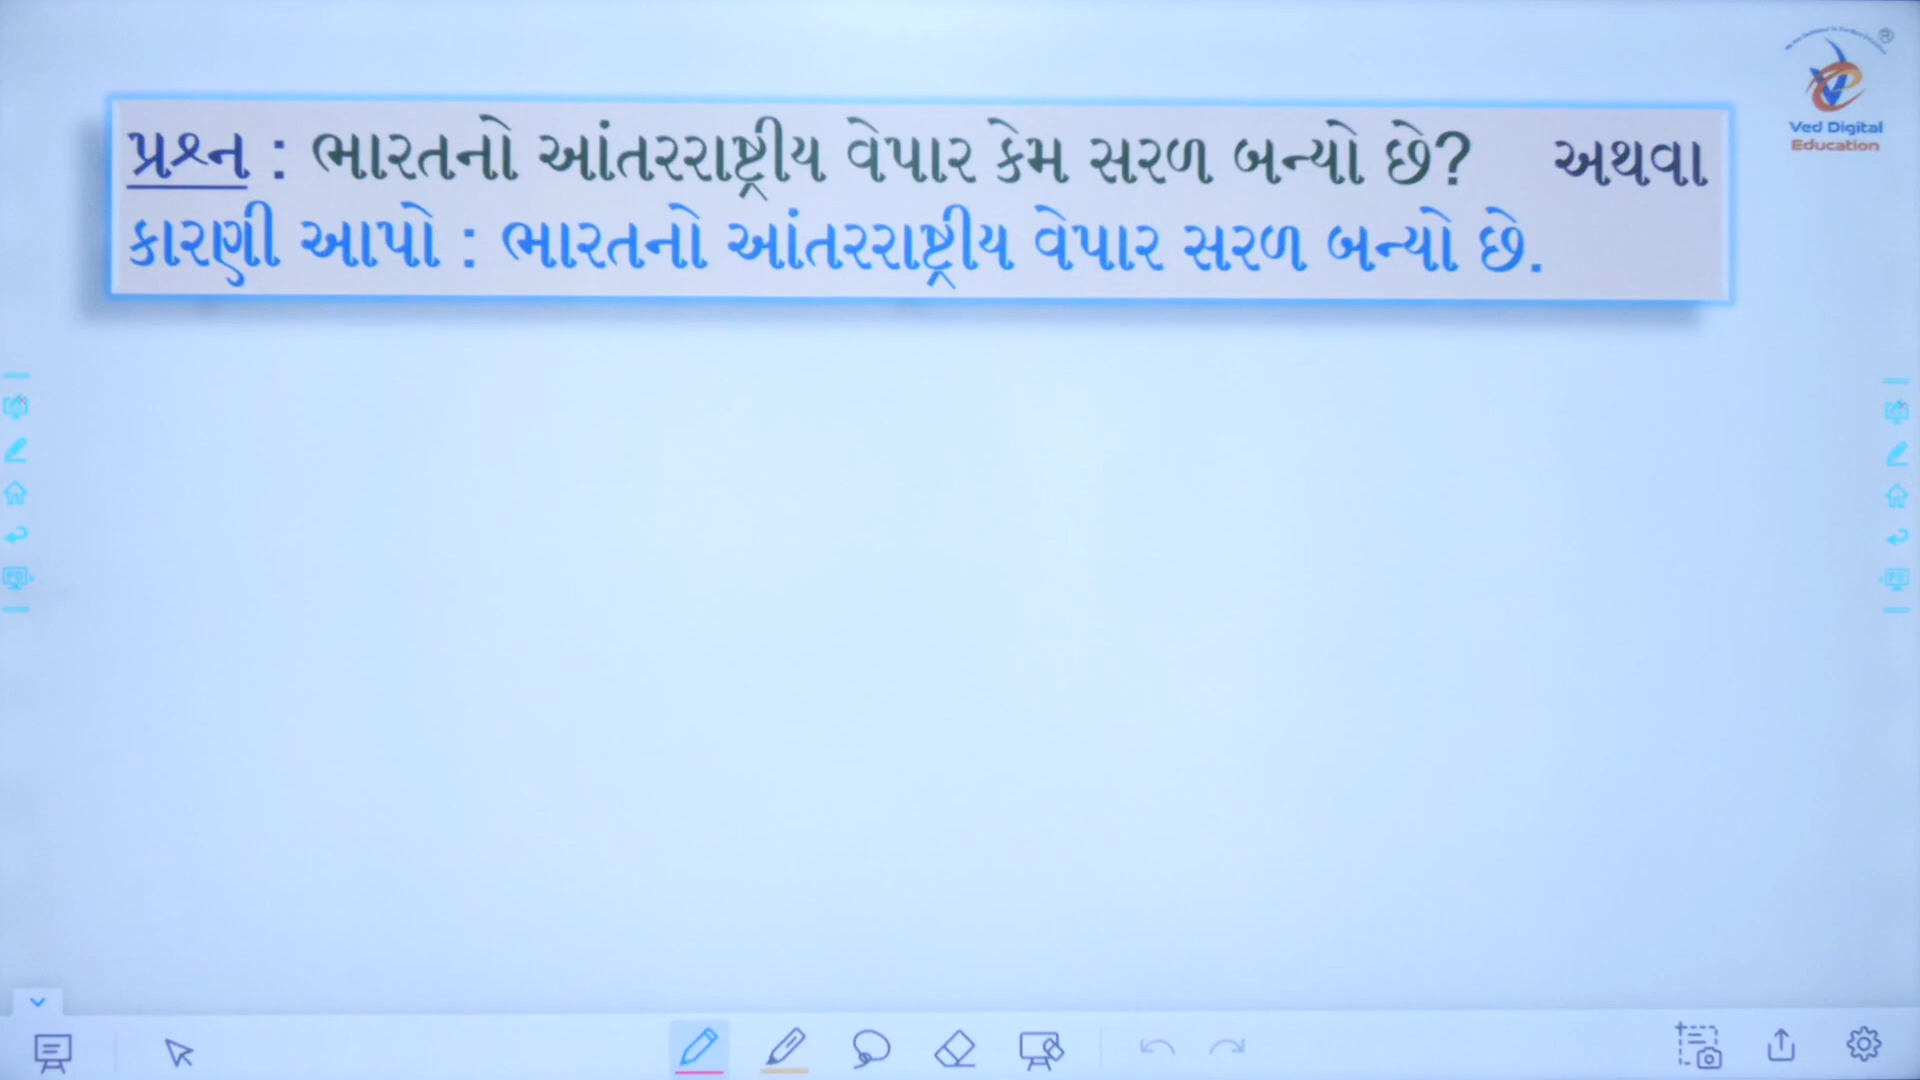 પ્રશ્ન : ભારતનો આંતરરાષ્ટ્રીય વેપાર કેમ સરળ બન્યો છે? અથવા
કારણી આપો : ભારતનો આંતરરાષ્ટ્રીય વેપાર સરળ બન્યો છે.
Ved Digital
Education